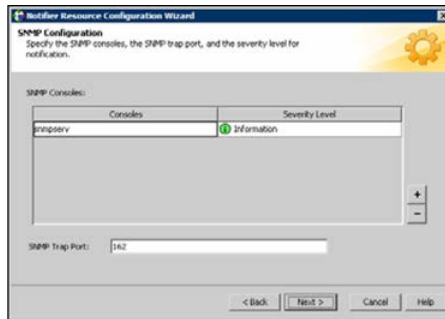 Notifier Resource Configuration Wizard
SNMP Configuration
Specify the SNMP consoles, the SNMP trap port, and the severity level for
notification.
SNMP Consoles:
Consoles Severity Level
snmpserv Information
+
-
SNMP Trap Port: 162
< Back Next > Cancel Help